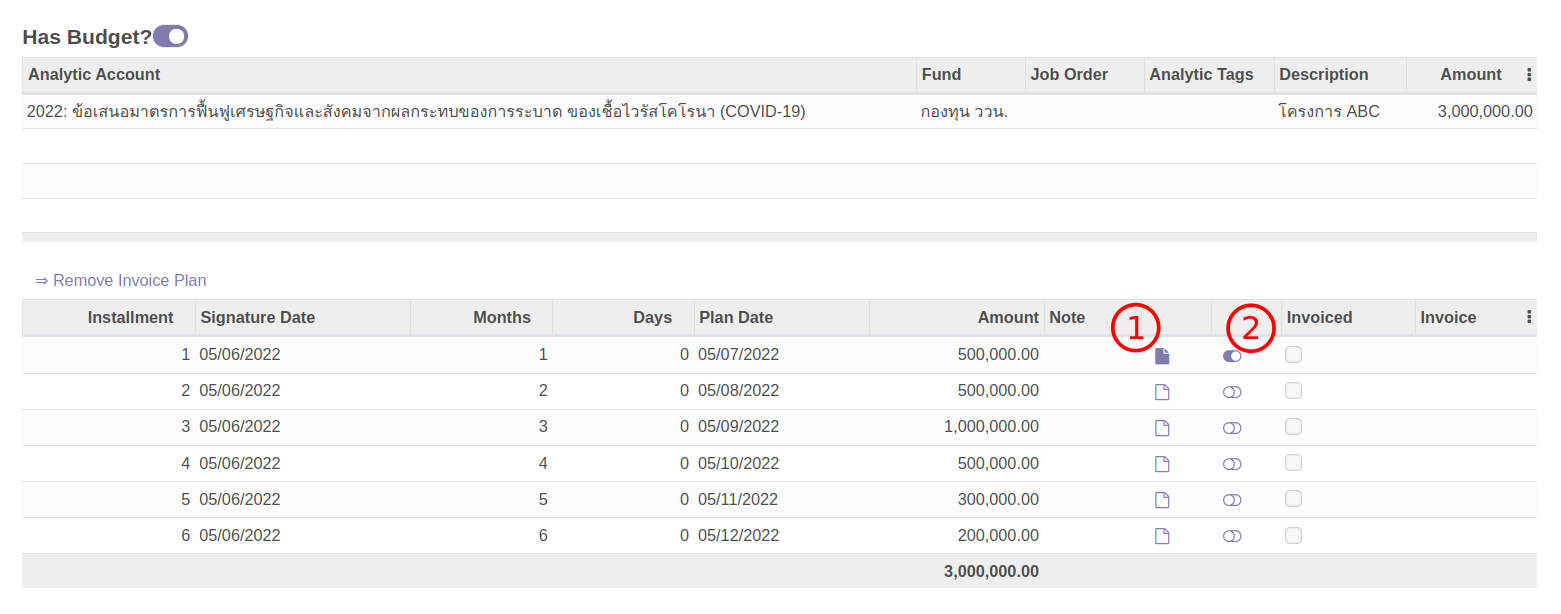 Has Budget?
Analytic Account Fund Job Order Analytic Tags Description Amount
2022: ข้อเสนอมาตรการฟื้นฟูเศรษฐกิจและสังคมจากผลกระทบของการระบาด ของเชื้อไวรัสโคโรนา (COVID-19) กองทุน ววน. โครงการ ABC 3,000,000.00
⇒ Remove Invoice Plan
Installment Signature Date Months Days Plan Date Amount Note 1 2 Invoiced Invoice
1 05/06/2022 1 0 05/07/2022 500,000.00
2 05/06/2022 2 0 05/08/2022 500,000.00
3 05/06/2022 3 0 05/09/2022 1,000,000.00
4 05/06/2022 4 0 05/10/2022 500,000.00
5 05/06/2022 5 0 05/11/2022 300,000.00
6 05/06/2022 6 0 05/12/2022 200,000.00
3,000,000.00